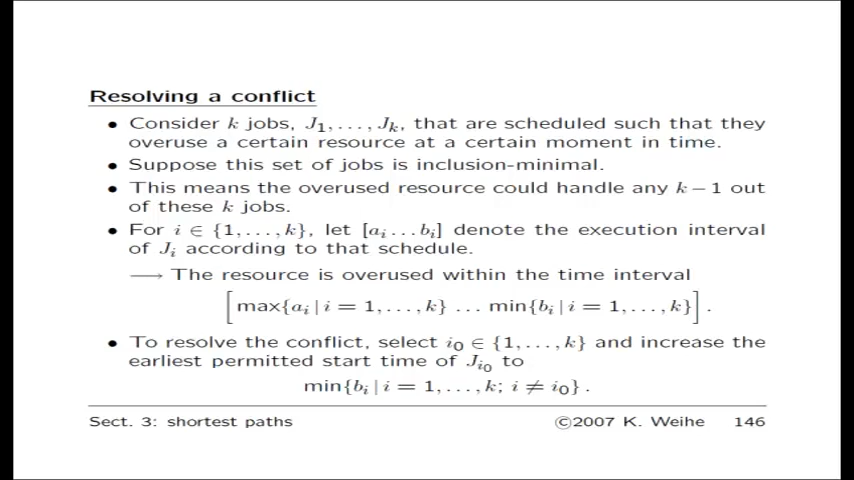 Resolving a conflict
• Consider k jobs, J₁, . . . , Jₖ, that are scheduled such that they
overuse a certain resource at a certain moment in time.
• Suppose this set of jobs is inclusion-minimal.
• This means the overused resource could handle any k − 1 out
of these k jobs.
• For i ∈ {1, . . . , k}, let [aᵢ . . . bᵢ] denote the execution interval
of Jᵢ according to that schedule.
⟶ The resource is overused within the time interval
[max{aᵢ | i = 1, . . . , k} . . . min{bᵢ | i = 1, . . . , k}] .
• To resolve the conflict, select i₀ ∈ {1, . . . , k} and increase the
earliest permitted start time of J_{i₀} to
min{bᵢ | i = 1, . . . , k; i ≠ i₀} .
Sect. 3: shortest paths ©2007 K. Weihe 146